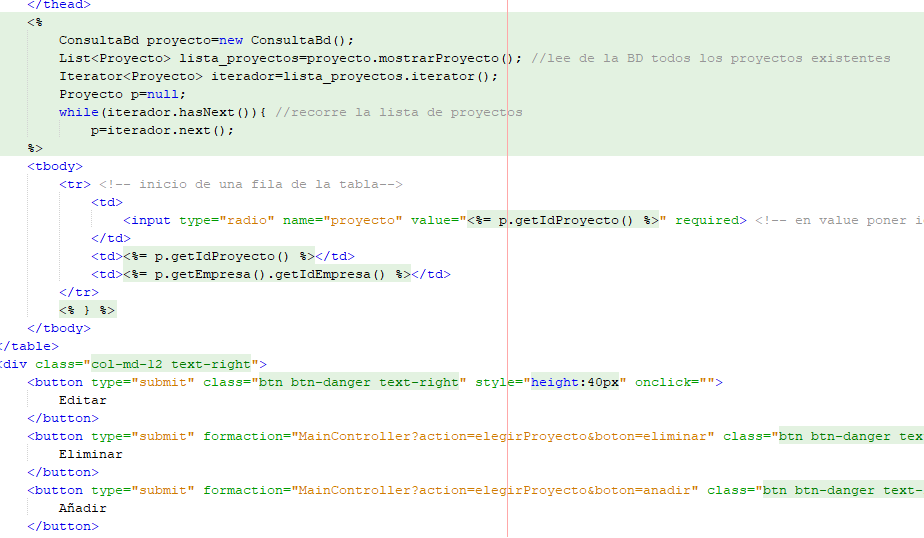 </thead>
<%
ConsultaBd proyecto=new ConsultaBd();
List<Proyecto> lista_proyectos=proyecto.mostrarProyecto(); //lee de la BD todos los proyectos existentes
Iterator<Proyecto> iterador=lista_proyectos.iterator();
Proyecto p=null;
while(iterador.hasNext()){ //recorre la lista de proyectos
p=iterador.next();
%>
<tbody>
<tr> <!-- inicio de una fila de la tabla-->
<td>
<input type="radio" name="proyecto" value="<%= p.getIdProyecto() %>" required> <!-- en value poner
</td>
<td><%= p.getIdProyecto() %></td>
<td><%= p.getEmpresa().getIdEmpresa() %></td>
</tr>
<% } %>
</tbody>
</table>
<div class="col-md-12 text-right">
<button type="submit" class="btn btn-danger text-right" style="height:40px" onclick="">
Editar
</button>
<button type="submit" formaction="MainController?action=elegirProyecto&boton=eliminar" class="btn btn-danger tex
Eliminar
</button>
<button type="submit" formaction="MainController?action=elegirProyecto&boton=anadir" class="btn btn-danger text-
Añadir
</button>